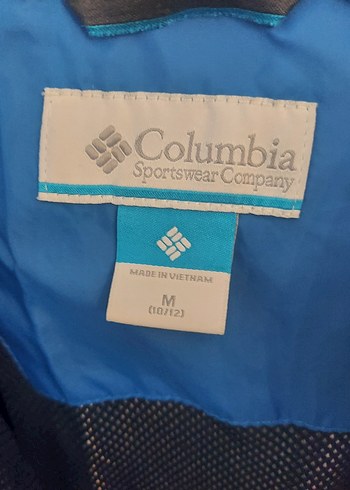 Columbia
Sportswear Company
MADE IN VIETNAM
M
(10/12)